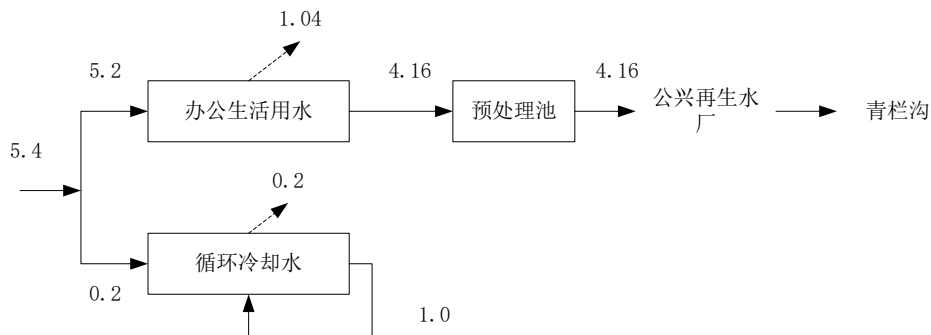 1.04
5.2
4.16
4.16
办公生活用水
预处理池
公兴再生水
厂
青栏沟
5.4
0.2
循环冷却水
0.2
1.0